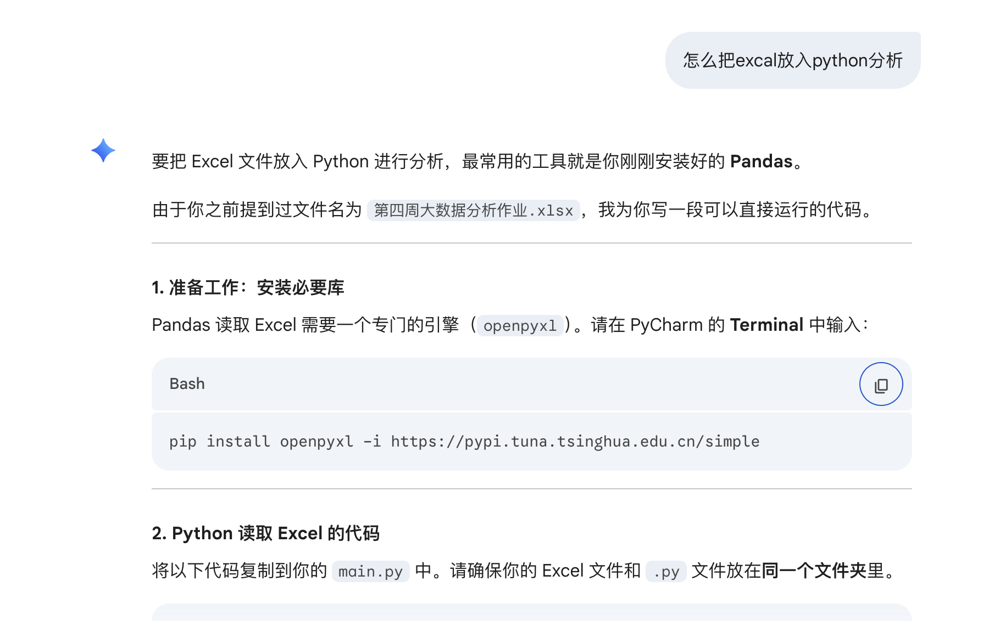 怎么把excal放入python分析
要把 Excel 文件放入 Python 进行分析，最常用的工具就是你刚刚安装好的 Pandas。
由于你之前提到过文件名为 第四周大数据分析作业.xlsx，我为你写一段可以直接运行的代码。
1. 准备工作：安装必要库
Pandas 读取 Excel 需要一个专门的引擎（openpyxl）。请在 PyCharm 的 Terminal 中输入：
Bash
pip install openpyxl -i https://pypi.tuna.tsinghua.edu.cn/simple
2. Python 读取 Excel 的代码
将以下代码复制到你的 main.py 中。请确保你的 Excel 文件和 .py 文件放在同一个文件夹里。